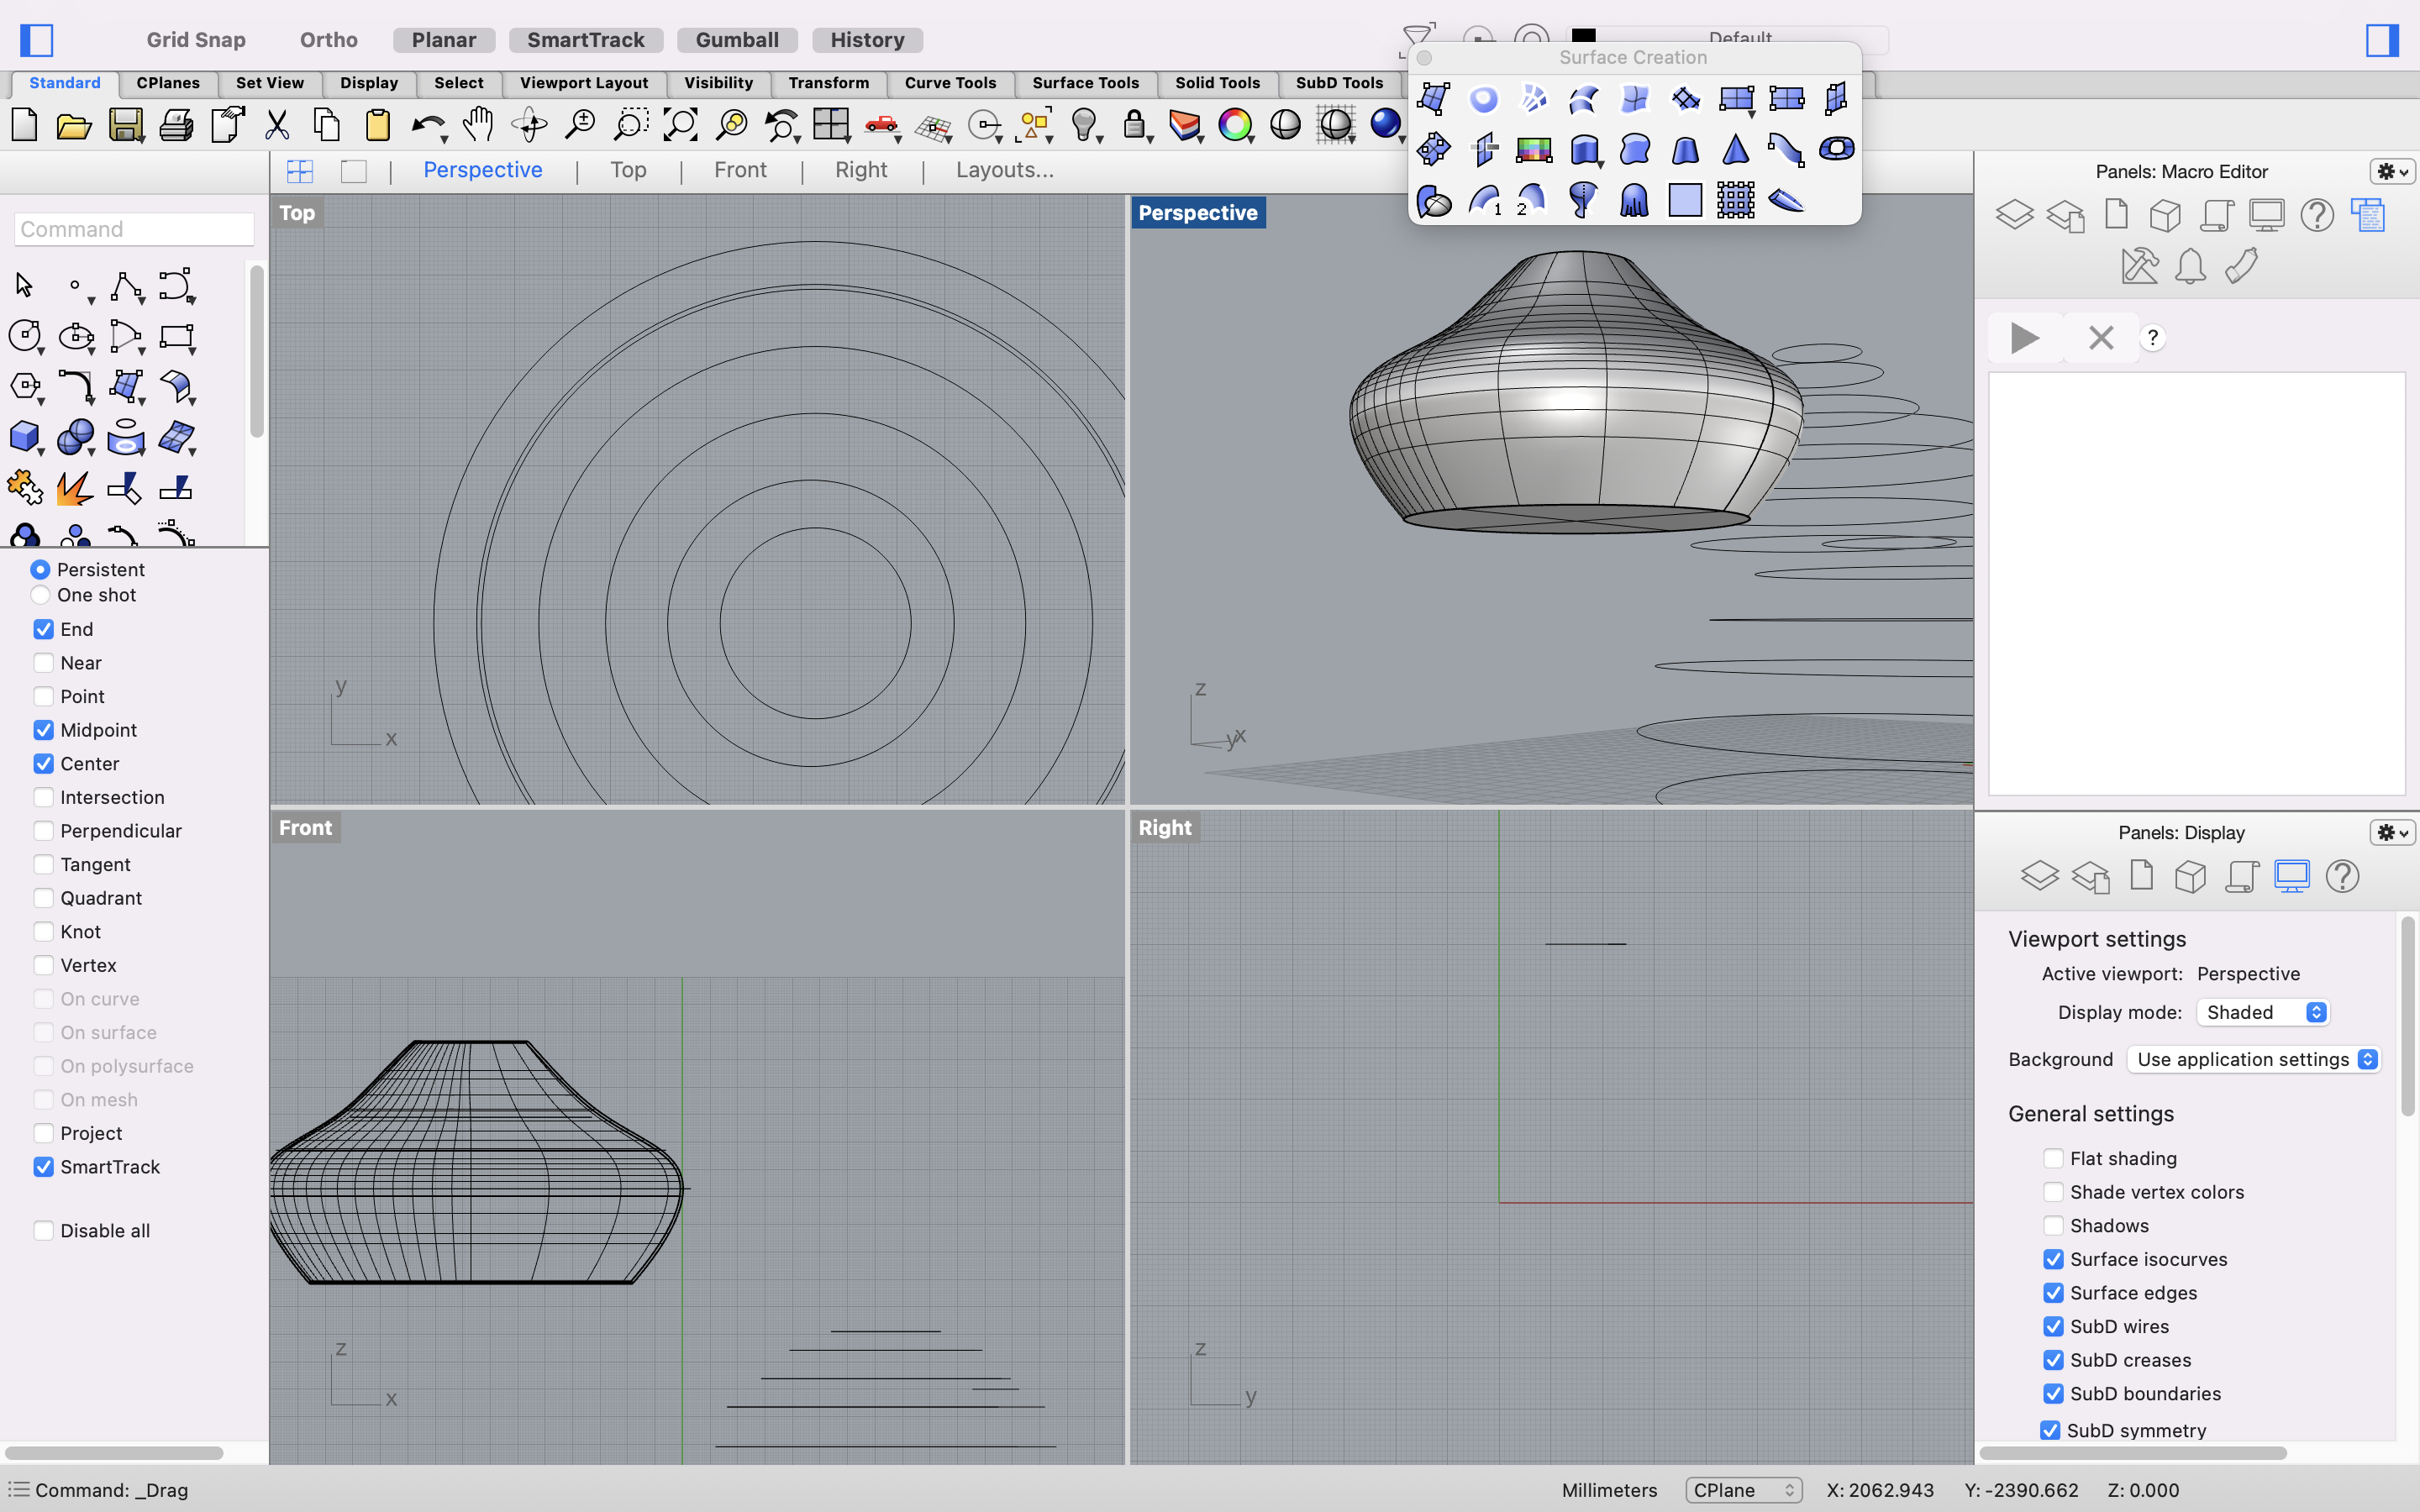 Grid Snap Ortho Planar SmartTrack Gumball History
Default
Surface Creation
Standard CPlanes Set View Display Select Viewport Layout Visibility Transform Curve Tools Surface Tools Solid Tools SubD Tools
1 2
Perspective Top Front Right Layouts...
Panels: Macro Editor
Command
?
Persistent
One shot
End
Near
Point
Midpoint
Center
Intersection
Perpendicular
Tangent
Quadrant
Knot
Vertex
On curve
On surface
On polysurface
On mesh
Project
SmartTrack
Disable all
Top
y
x
Perspective
z
y x
Front
z
x
Right
z
y
Panels: Display
Viewport settings
Active viewport: Perspective
Display mode: Shaded
Background Use application settings
General settings
Flat shading
Shade vertex colors
Shadows
Surface isocurves
Surface edges
SubD wires
SubD creases
SubD boundaries
SubD symmetry
Command: _Drag
Millimeters CPlane X: 2062.943 Y: -2390.662 Z: 0.000